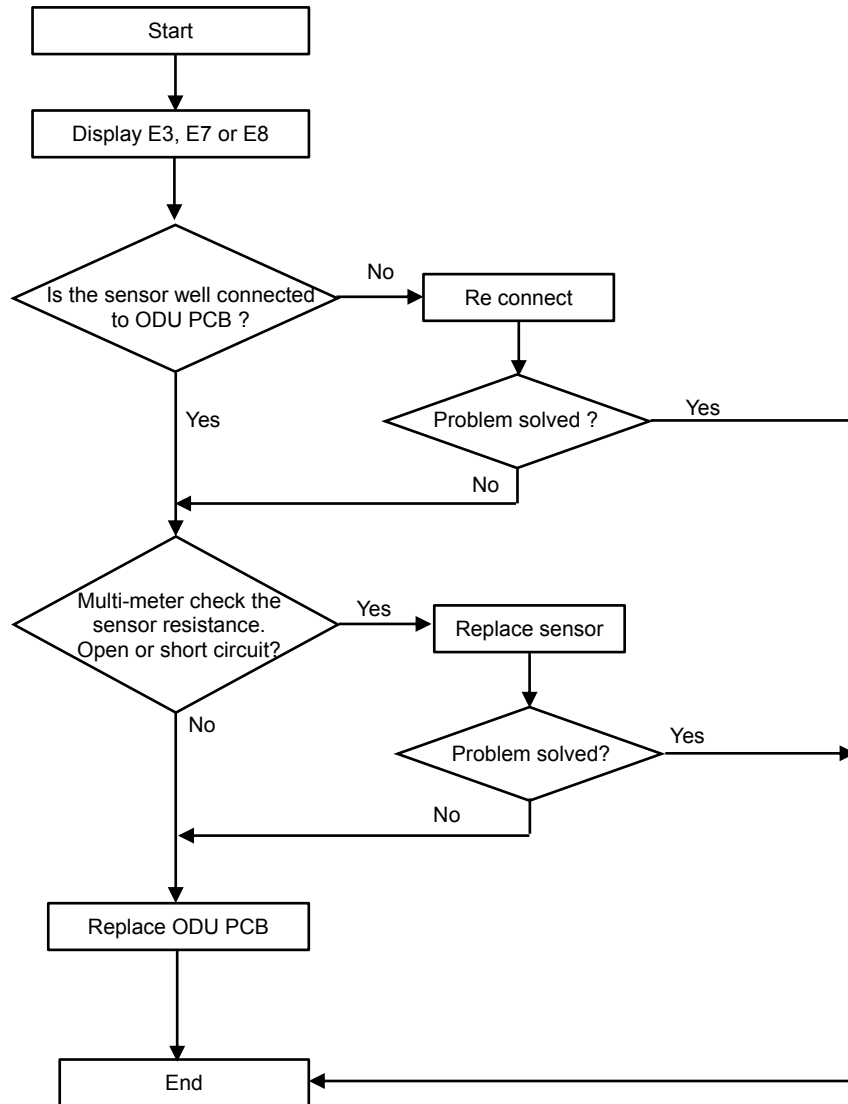 Start
Display E3, E7 or E8
Is the sensor well connected
to ODU PCB ?
No
Re connect
Yes
Problem solved ?
Yes
No
Multi-meter check the
sensor resistance.
Open or short circuit?
Yes
Replace sensor
No
Problem solved?
Yes
No
Replace ODU PCB
End